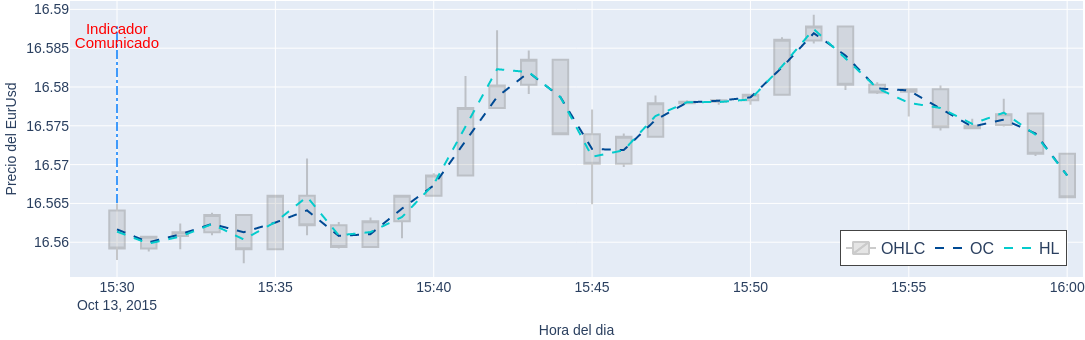 16.59
16.585
16.58
16.575
16.57
16.565
16.56
Precio del EurUsd
Indicador
Comunicado
OHLC
OC
HL
15:30
15:35
15:40
15:45
15:50
15:55
16:00
Oct 13, 2015
Hora del dia